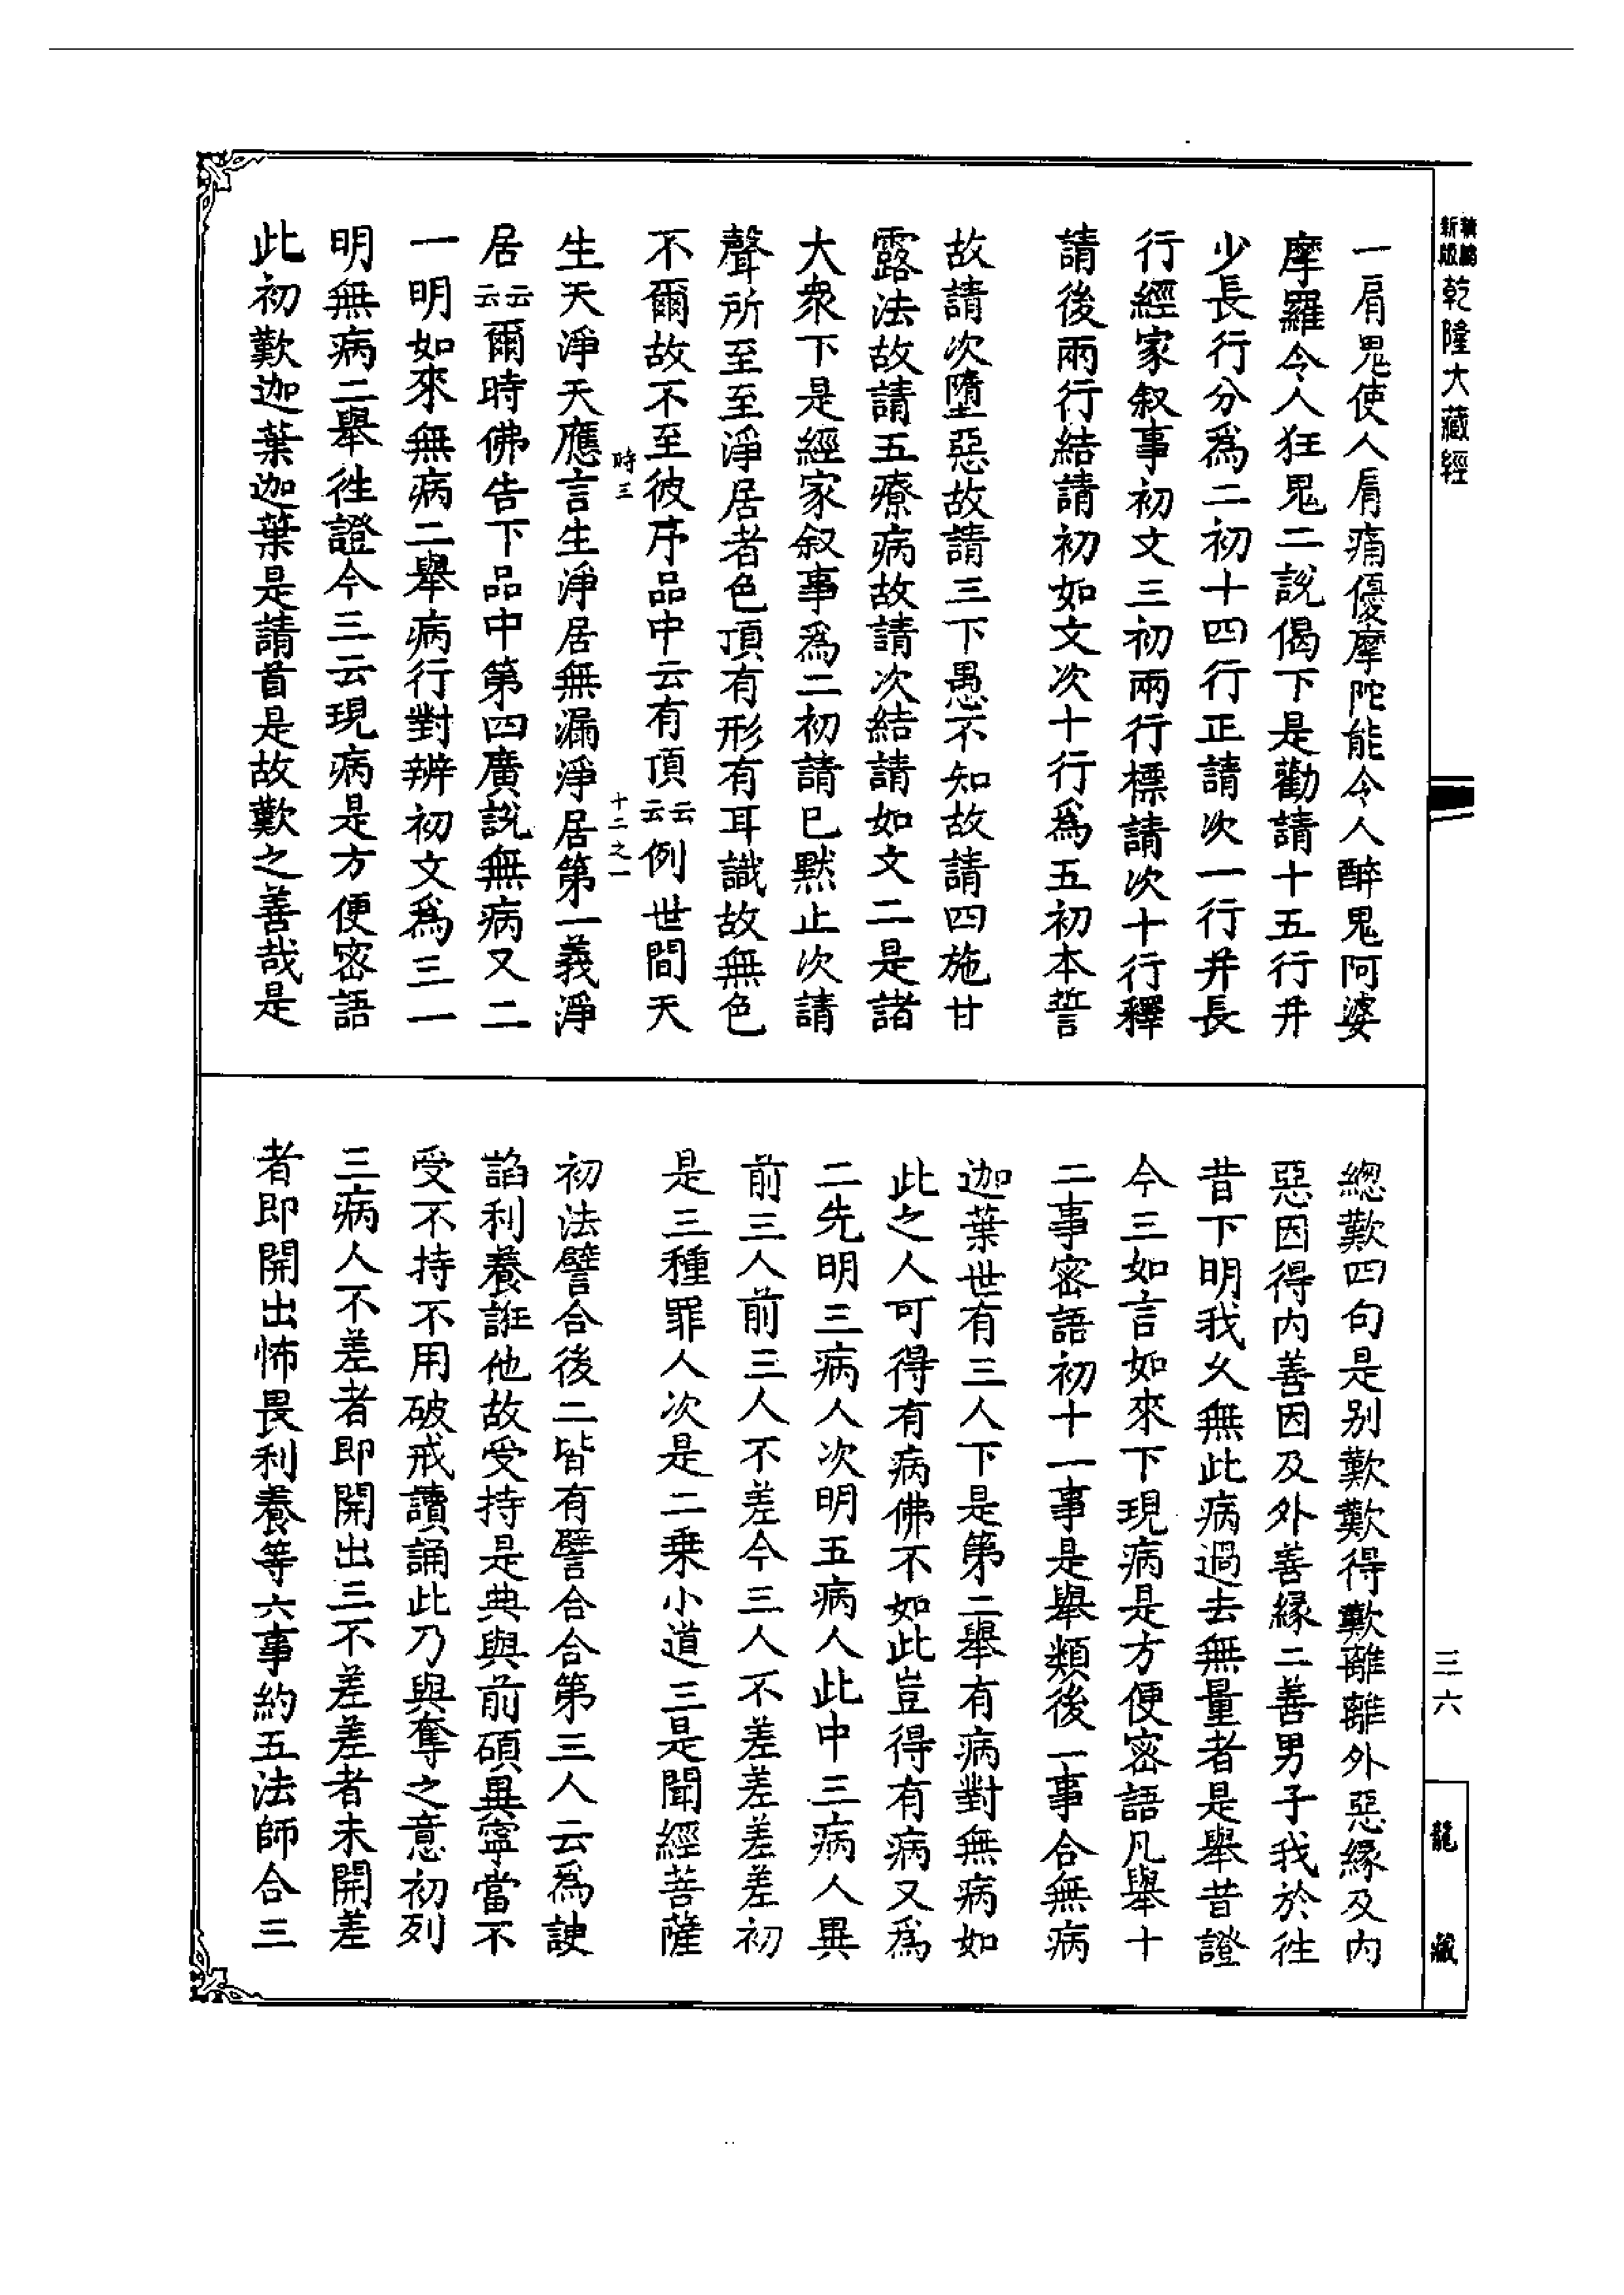 新版
乾隆大藏經
一肩鬼使人肩痛優摩陀能令人醉鬼阿婆
摩羅令人狂鬼二說偈下是勸請十五行幷
少長行分爲二初十四行正請次一行幷長
行經家敘事初文三初兩行標請次十行釋
請後兩行結請初如文次十行爲五初本誓
故請次墮惡故請三下愚不知故請四施甘
露法故請五療病故請次結請如文二是諸
大衆下是經家敘事爲二初請已黙止次請
聲所至至淨居者色頂有形有耳識故無色
不爾故不至彼序品中云有頂云云例世間天
時三
十二之一
生天淨天應言生淨居無漏淨居第一義淨
居云云爾時佛告下品中第四廣說無病又二
一明如來無病二舉病行對辨初文爲三一
明無病二舉徃證今三云現病是方便密語
此初歎迦葉迦葉是請首是故歎之善哉是
總歎四句是別歎歎得歎離離外惡縁及内
惡因得内善因及外善縁二善男子我於徃
昔下明我久無此病過去無量者是舉昔證
今三如言如來下現病是方便密語凡舉十
二事密語初十一事是舉類後一事合無病
迦葉世有三人下是第二舉有病對無病如
此之人可得有病佛不如此豈得有病又爲
二先明三病人次明五病人此中三病人異
前三人前三人不差今三人不差差差差初
是三種罪人次是二乗小道三是聞經菩薩
初法譬合後二皆有譬合合第三人云爲諛
諂利養誑他故受持是典與前碩異寧當不
受不持不用破戒讀誦此乃與奪之意初列
三病人不差者即開出三不差差者未開差
者即開出怖畏利養等六事約五法師合三
三六
龍藏